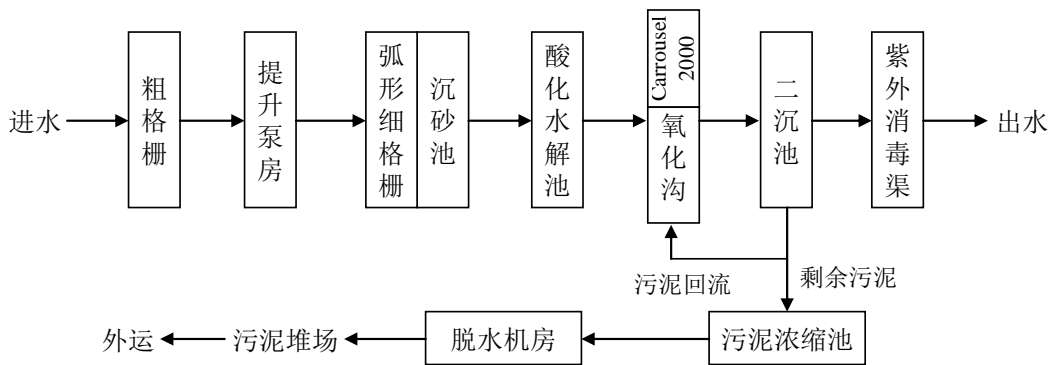 进水
粗格栅
提升泵房
弧形细格栅
沉砂池
酸化水解池
Carrousel
2000
氧化沟
二沉池
紫外消毒渠
出水
污泥回流
剩余污泥
外运
污泥堆场
脱水机房
污泥浓缩池